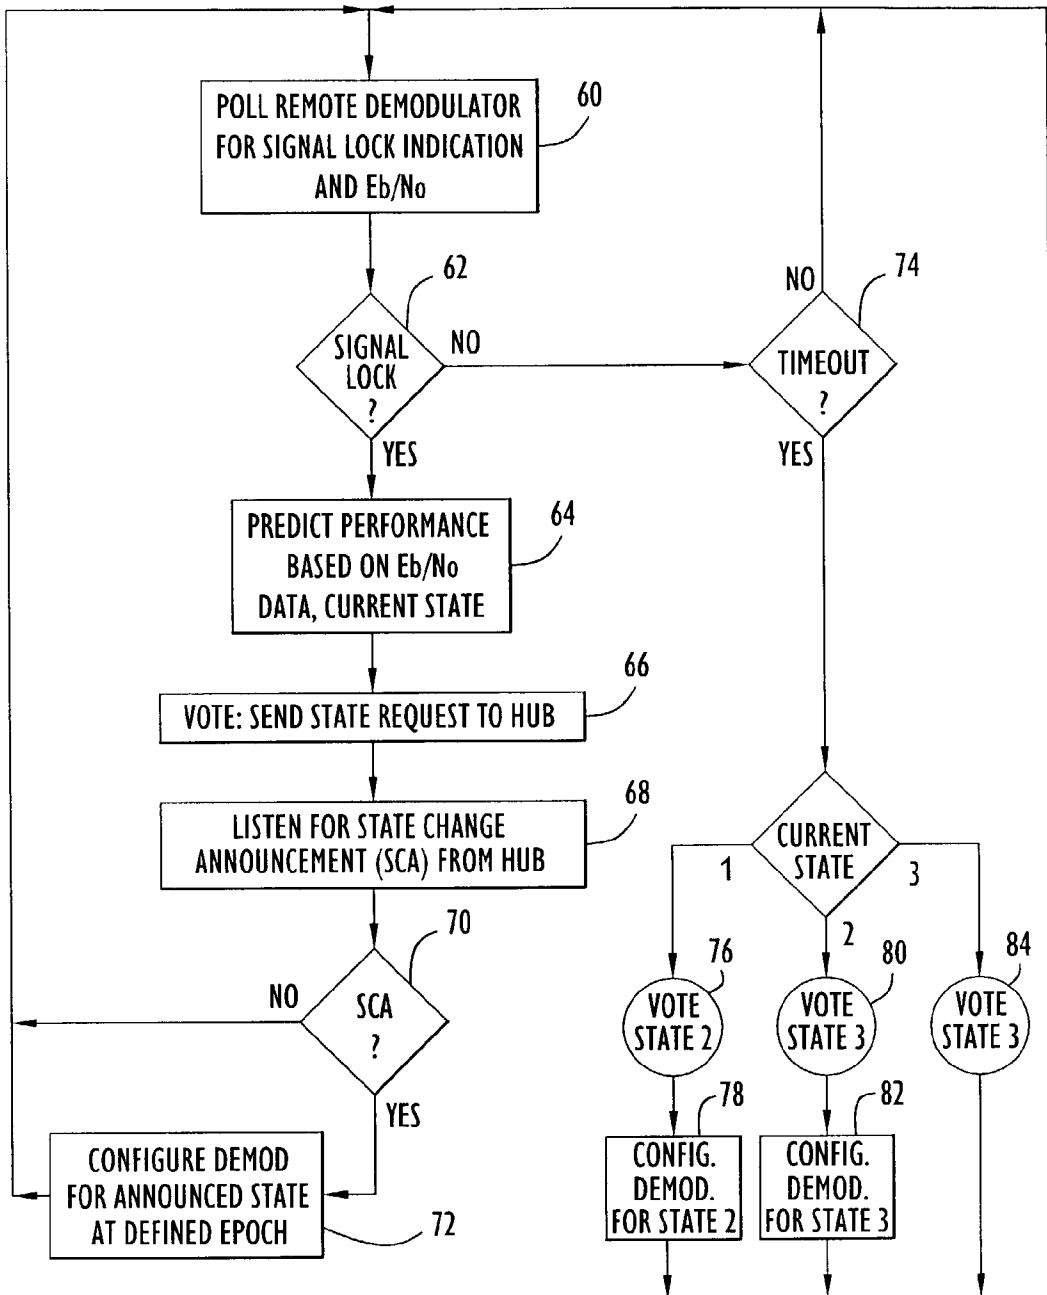 POLL REMOTE DEMODULATOR
FOR SIGNAL LOCK INDICATION
AND Eb/No
60
SIGNAL
LOCK
?
62
NO
YES
TIMEOUT
?
74
NO
YES
PREDICT PERFORMANCE
BASED ON Eb/No
DATA, CURRENT STATE
64
VOTE: SEND STATE REQUEST TO HUB
66
LISTEN FOR STATE CHANGE
ANNOUNCEMENT (SCA) FROM HUB
68
SCA
?
70
NO
YES
CONFIGURE DEMOD
FOR ANNOUNCED STATE
AT DEFINED EPOCH
72
CURRENT
STATE
1
2
3
VOTE
STATE 2
76
VOTE
STATE 3
80
VOTE
STATE 3
84
CONFIG.
DEMOD.
FOR STATE 2
78
CONFIG.
DEMOD.
FOR STATE 3
82